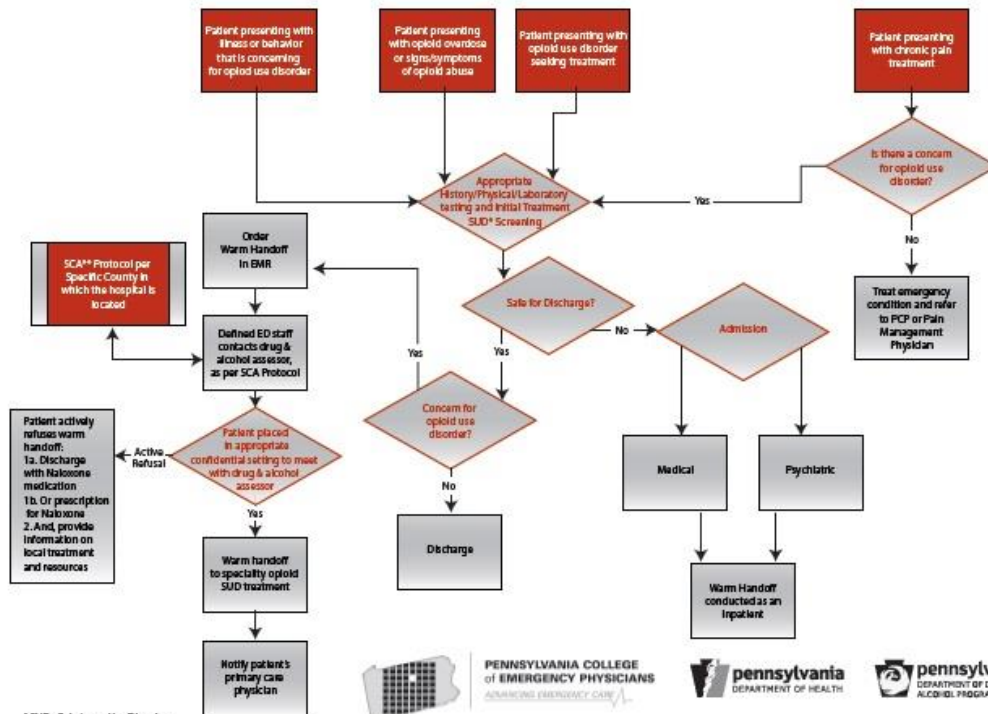 Patient presenting with
illness or behavior
that is concerning
for opiod use disorder
Patient presenting
with opioid overdose
or signs/symptoms
of opioid abuse
Patient presenting with
opioid use disorder
seeking treatment
Patient presenting
with chronic pain
treatment
Is there a concern
for opioid use
disorder?
Appropriate
History/Physical/Laboratory
testing and Initial Treatment
SUD* Screening
Yes
No
Order
Warm Handoff
in EMR
SCA** Protocol per
Specific County in
which the hospital is
located
Safe for Discharge?
No
Admission
Treat emergency
condition and refer
to PCP or Pain
Management
Physician
Defined ED staff
contacts drug &
alcohol assessor,
as per SCA Protocol
Yes
Yes
Concern for
opioid use
disorder?
Patient actively
refuses warm
handoff:
1a. Discharge
with Naloxone
medication
1b. Or prescription
for Naloxone
2. And, provide
information on
local treatment
and resources
Active
Refusal
Patient placed
in appropriate
confidential setting to meet
with drug & alcohol
assessor
Medical
Psychiatric
No
Yes
Discharge
Warm handoff
to speciality opioid
SUD treatment
Warm Handoff
conducted as an
inpatient
Notify patient's
primary care
physician
PENNSYLVANIA COLLEGE
of EMERGENCY PHYSICIANS
ADVANCING EMERGENCY CARE
pennsylvania
DEPARTMENT OF HEALTH
pennsylv
DEPARTMENT OF D
ALCOHOL PROGRA